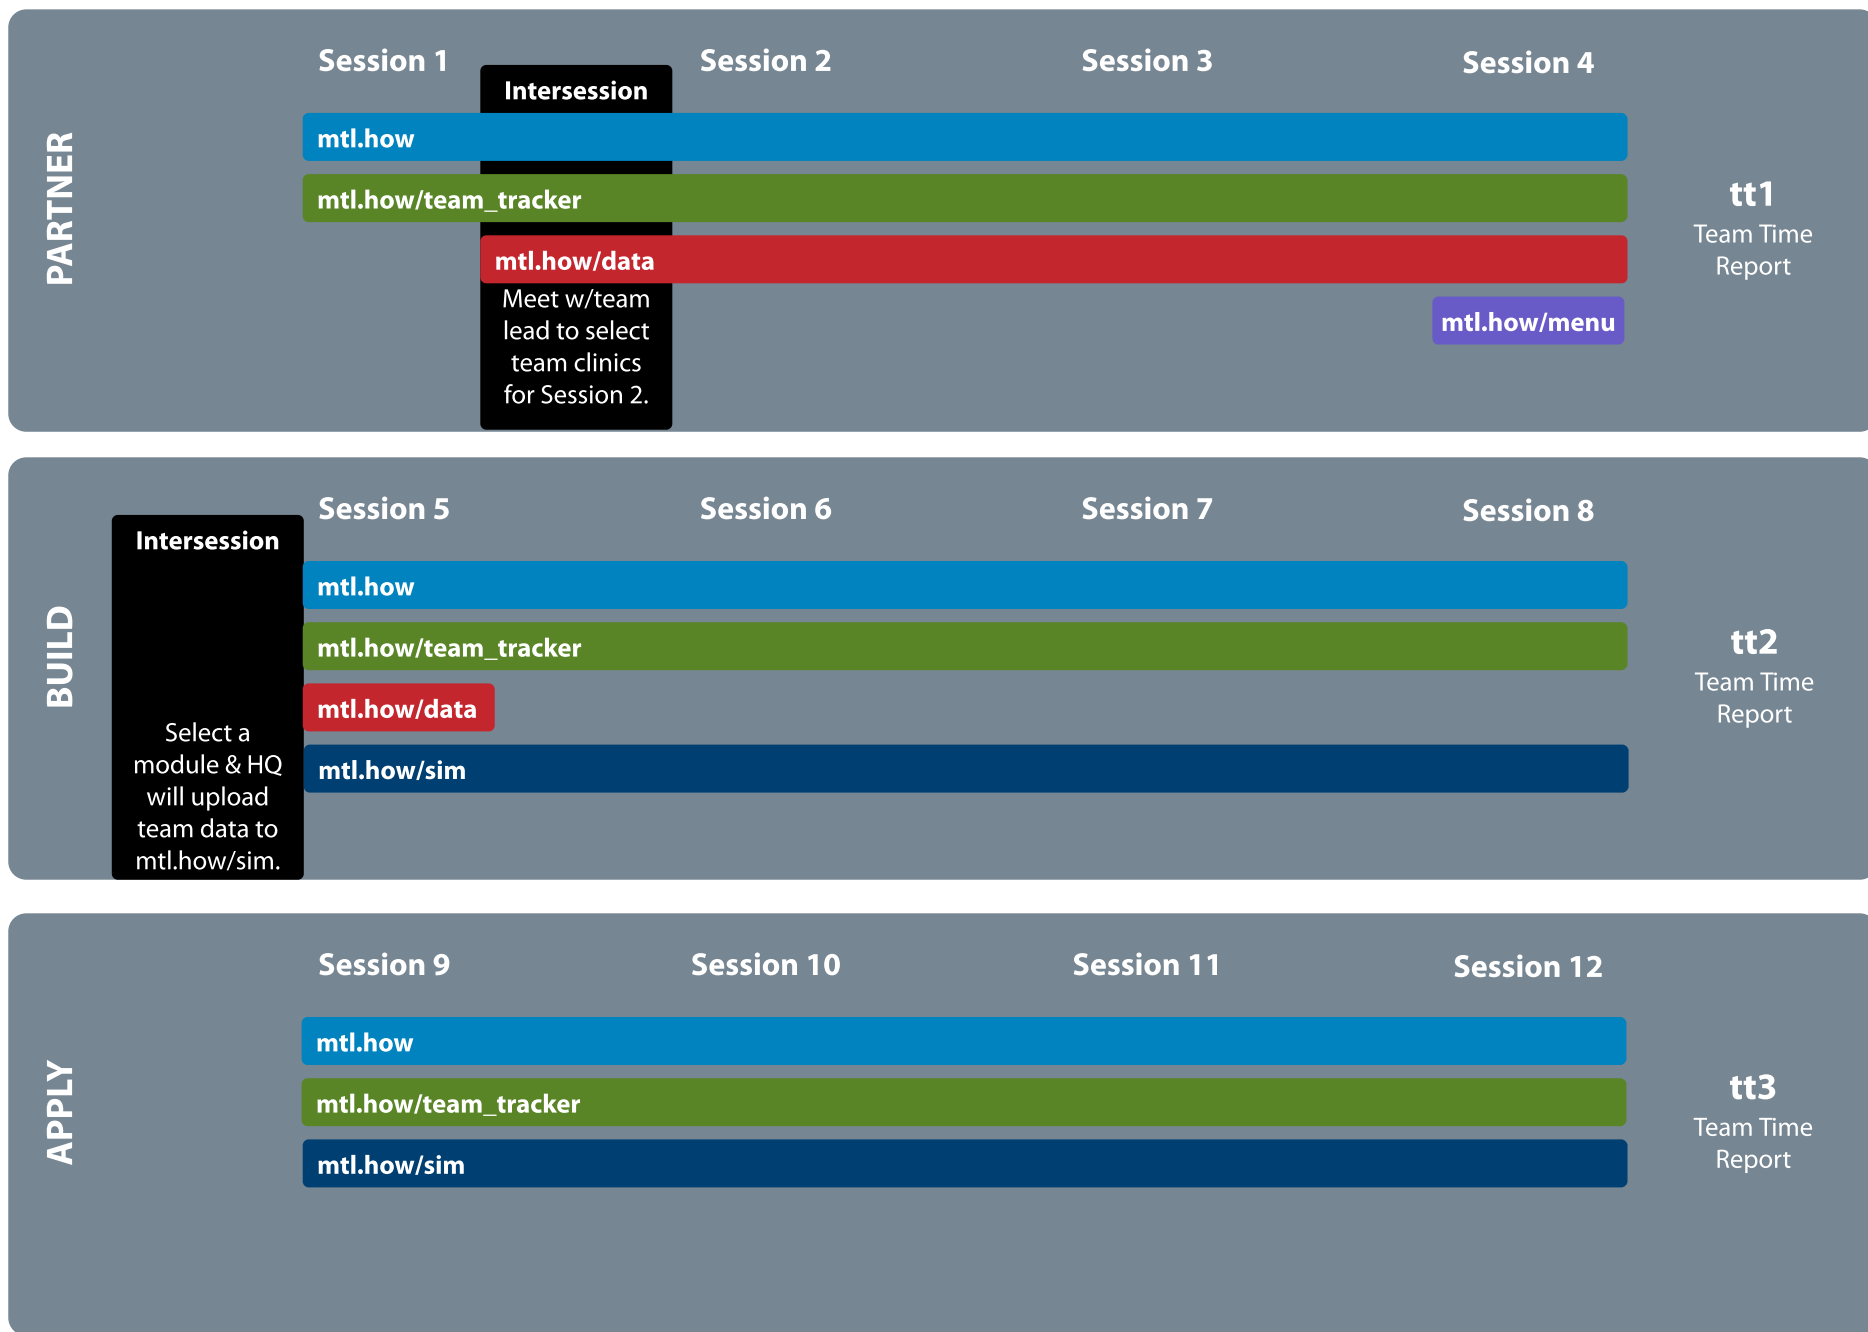 PARTNER
Session 1
Session 2
Session 3
Session 4
Intersession
mtl.how
mtl.how/team_tracker
mtl.how/data
Meet w/team
lead to select
team clinics
for Session 2.
mtl.how/menu
tt1
Team Time
Report
BUILD
Session 5
Session 6
Session 7
Session 8
Intersession
Select a
module & HQ
will upload
team data to
mtl.how/sim.
mtl.how
mtl.how/team_tracker
mtl.how/data
mtl.how/sim
tt2
Team Time
Report
APPLY
Session 9
Session 10
Session 11
Session 12
mtl.how
mtl.how/team_tracker
mtl.how/sim
tt3
Team Time
Report